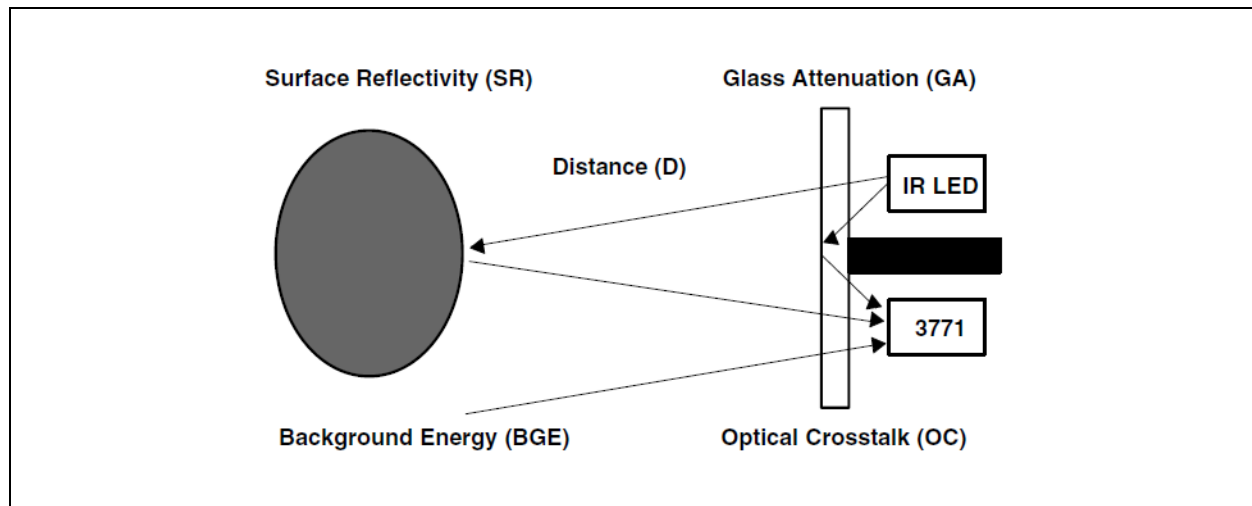 Surface Reflectivity (SR)
Glass Attenuation (GA)
Distance (D)
IR LED
3771
Background Energy (BGE)
Optical Crosstalk (OC)